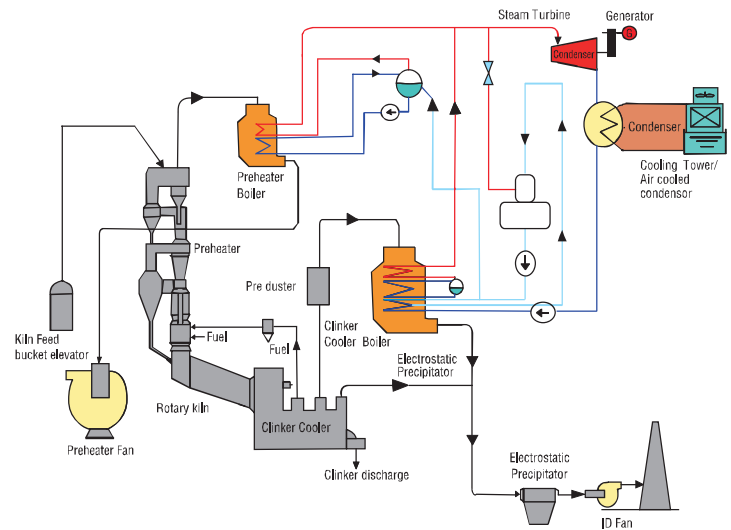 Steam Turbine
Generator
G
Condenser
Condenser
Cooling Tower/
Air cooled
condensor
Preheater
Boiler
Preheater
Pre duster
Clinker
Cooler Boiler
Kiln Feed
bucket elevator
Fuel
Fuel
Electrostatic
Precipitator
Rotary kiln
Clinker Cooler
Preheater Fan
Clinker discharge
Electrostatic
Precipitator
ID Fan